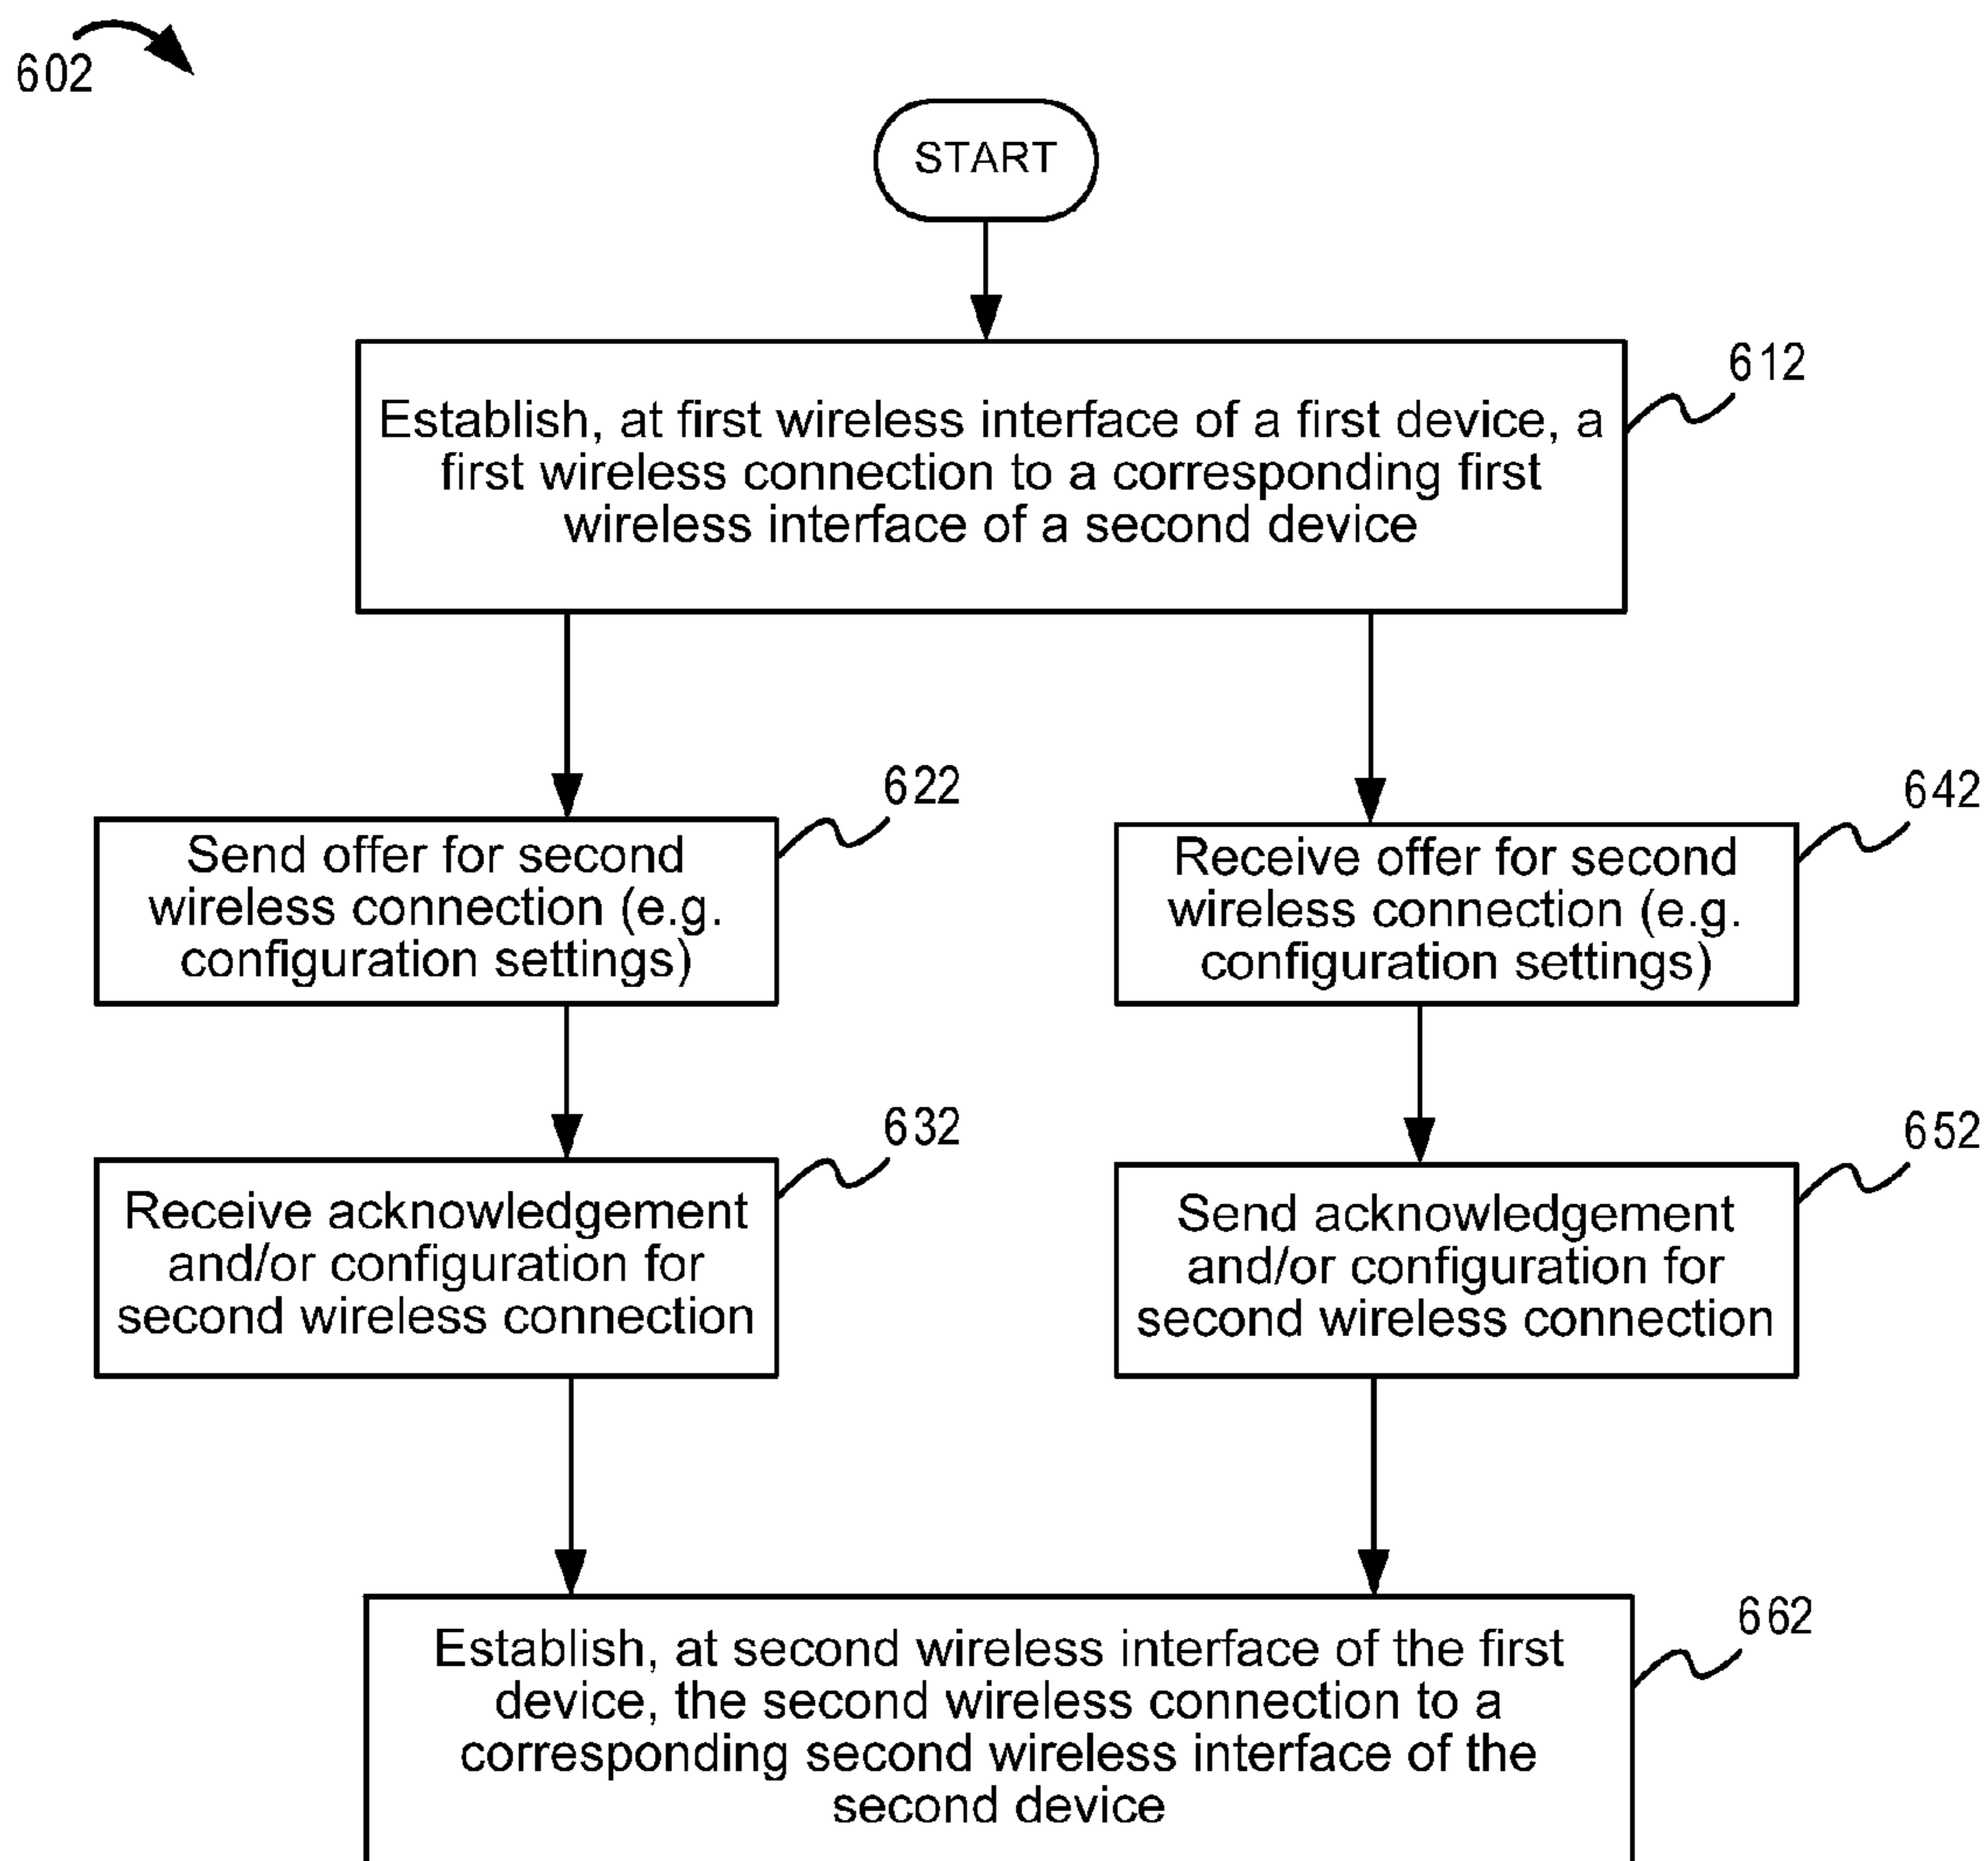 602
START
612
Establish, at first wireless interface of a first device, a
first wireless connection to a corresponding first
wireless interface of a second device
622
Send offer for second
wireless connection (e.g.
configuration settings)
642
Receive offer for second
wireless connection (e.g.
configuration settings)
632
Receive acknowledgement
and/or configuration for
second wireless connection
652
Send acknowledgement
and/or configuration for
second wireless connection
662
Establish, at second wireless interface of the first
device, the second wireless connection to a
corresponding second wireless interface of the
second device